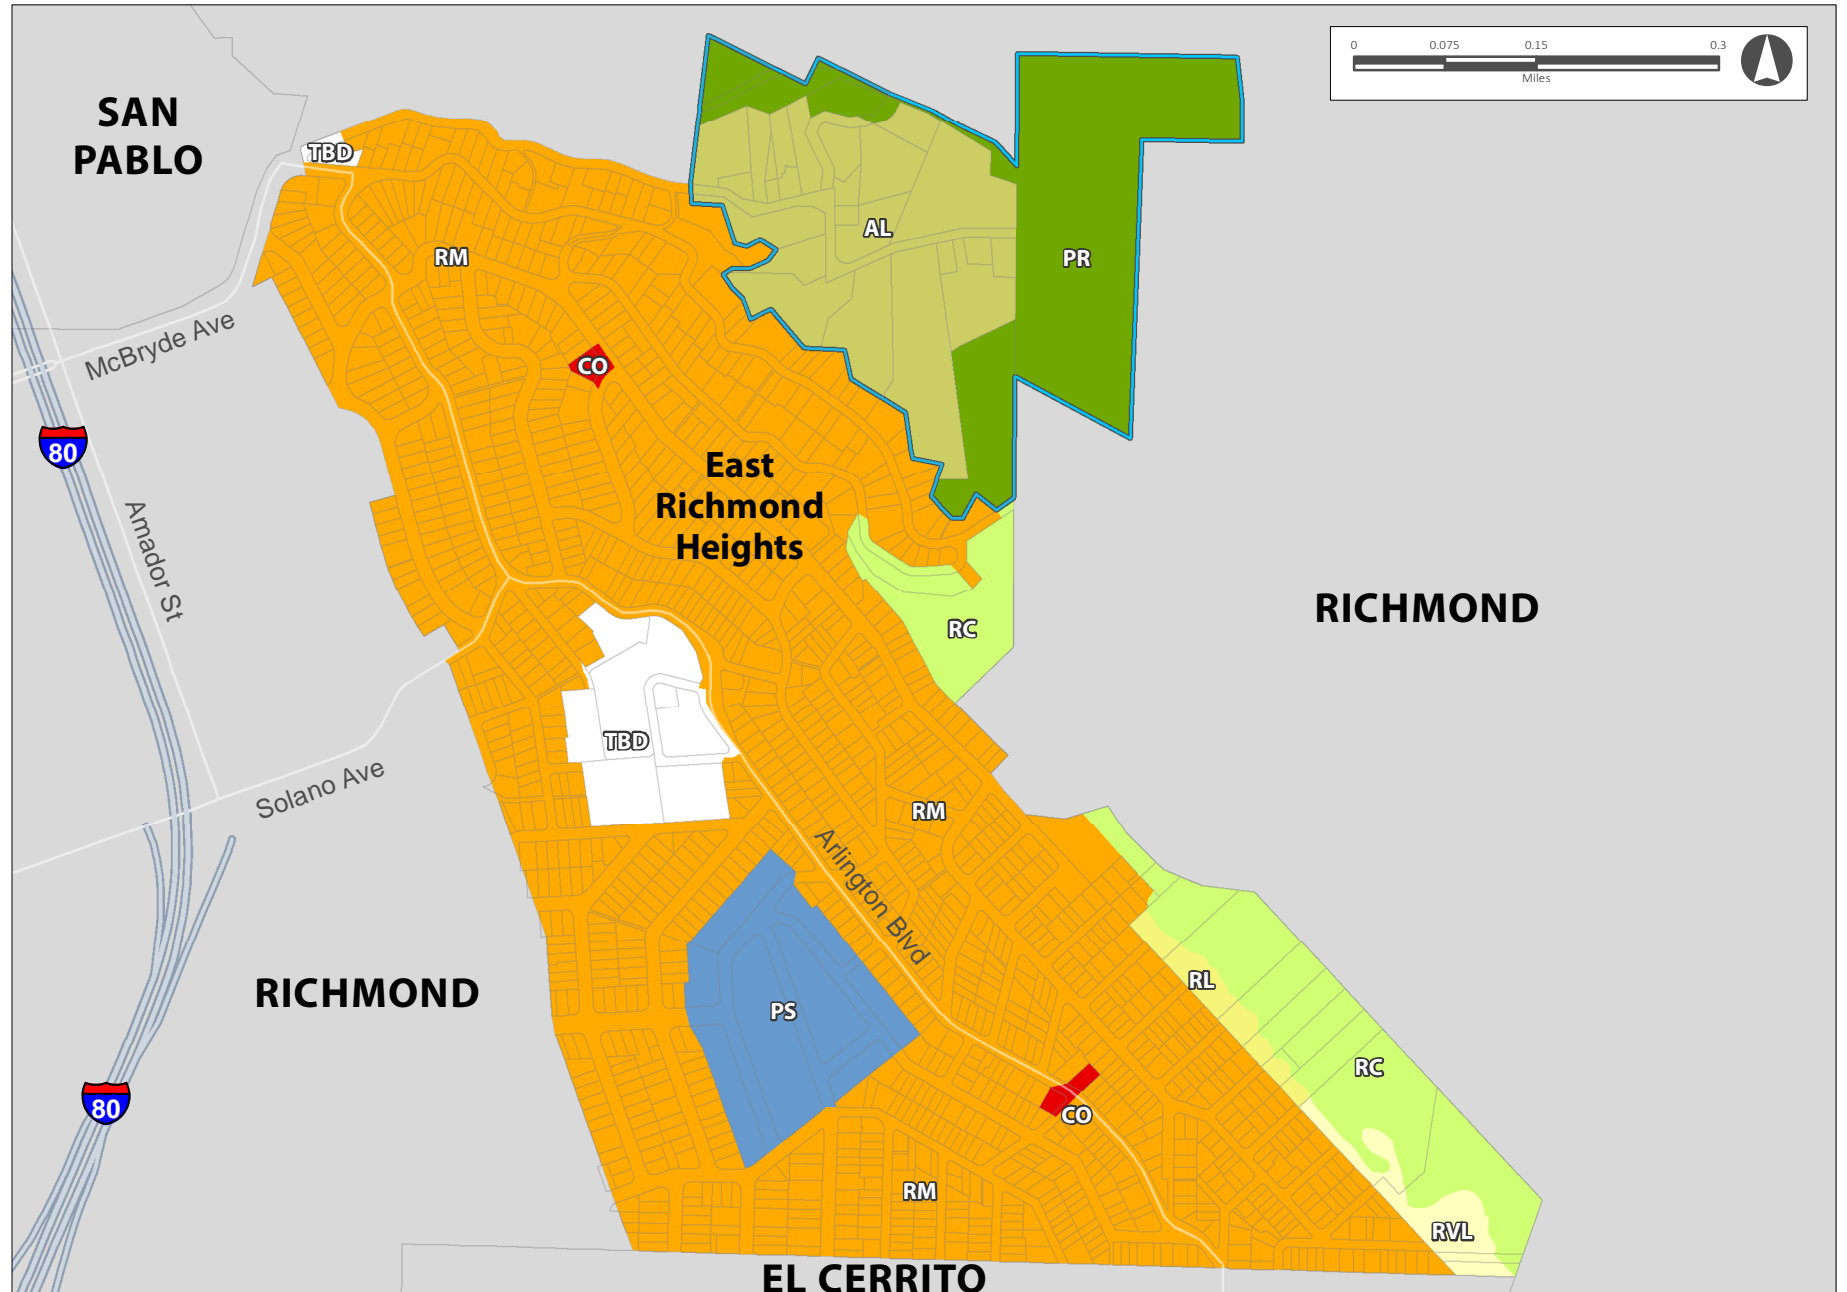 0 0.075 0.15 0.3
Miles
SAN
PABLO
TBD
AL
RM
PR
McBryde Ave
CO
80
East
Richmond
Heights
Amador St
RICHMOND
RC
TBD
Solano Ave
RM
Arlington Blvd
RL
RICHMOND
PS
RC
80
CO
RM
RVL
EL CERRITO